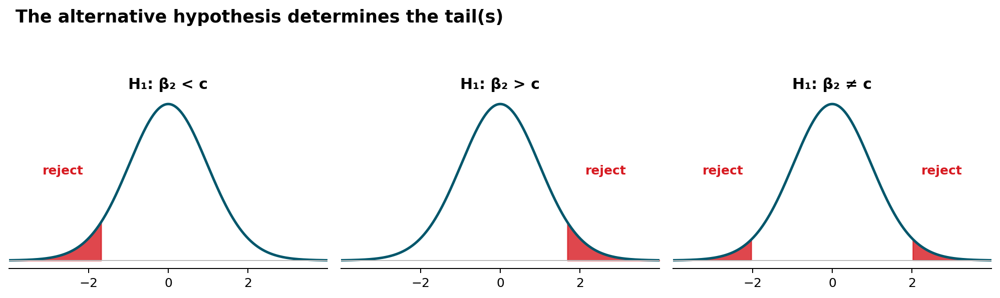 The alternative hypothesis determines the tail(s)
H₁: β₂ < c
reject
−2 0 2
H₁: β₂ > c
reject
−2 0 2
H₁: β₂ ≠ c
reject reject
−2 0 2